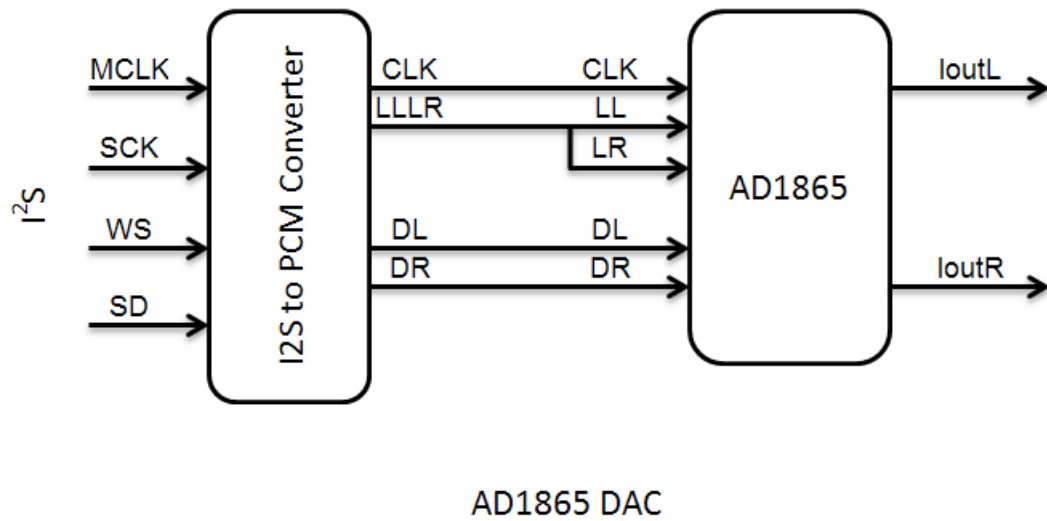 I²S
MCLK
SCK
WS
SD
I2S to PCM Converter
CLK
LLLR
DL
DR
CLK
LL
LR
DL
DR
AD1865
IoutL
IoutR
AD1865 DAC